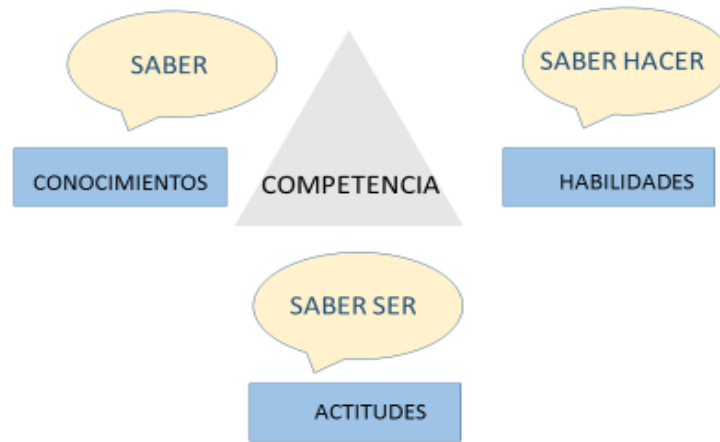 SABER
SABER HACER
CONOCIMIENTOS
COMPETENCIA
HABILIDADES
SABER SER
ACTITUDES